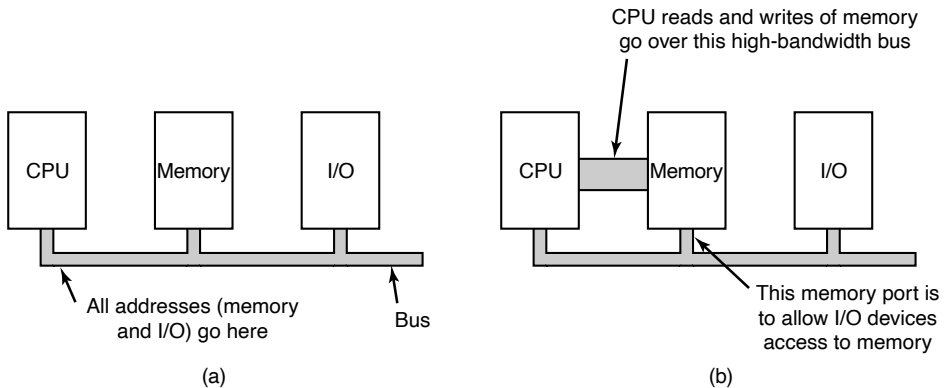 CPU reads and writes of memory
go over this high-bandwidth bus
CPU
Memory
I/O
CPU
Memory
I/O
All addresses (memory
and I/O) go here
Bus
This memory port is
to allow I/O devices
access to memory
(a)
(b)